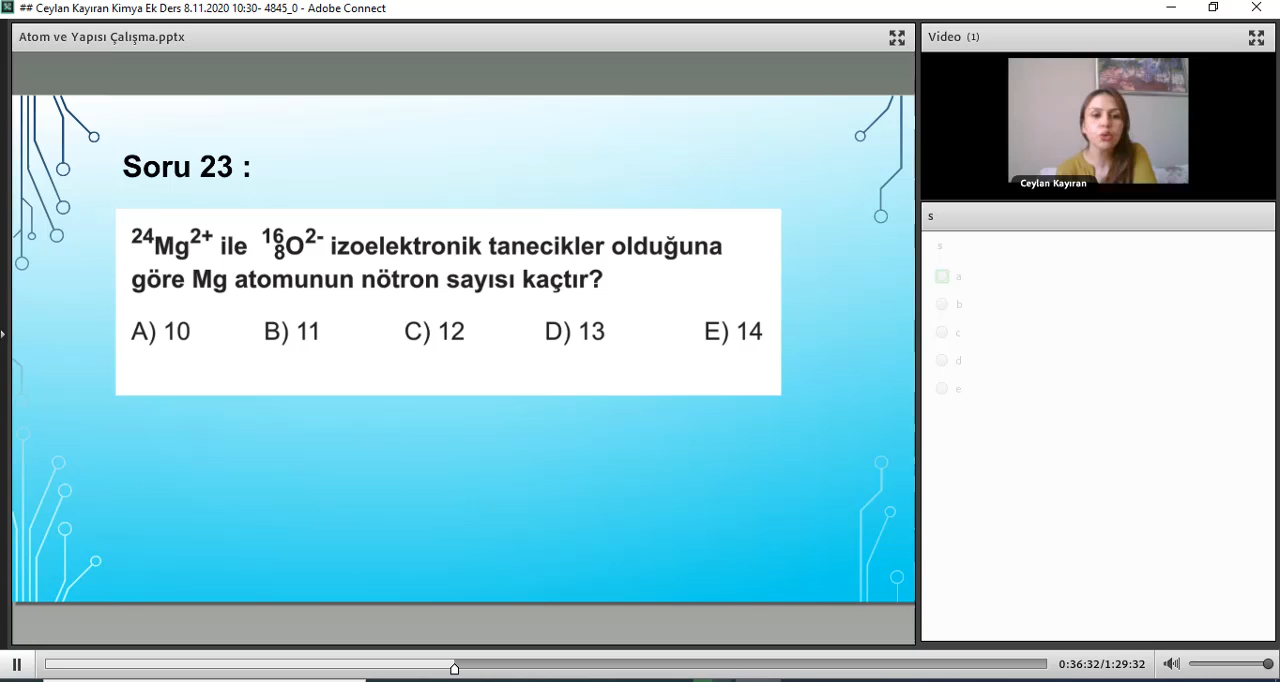 ## Ceylan Kayıran Kimya Ek Ders 8.11.2020 10:30- 4845_0 - Adobe Connect
Atom ve Yapısı Çalışma.pptx
Video (1)
Soru 23 :
²⁴Mg²⁺ ile ¹⁶₈O²⁻ izoelektronik tanecikler olduğuna
göre Mg atomunun nötron sayısı kaçtır?
A) 10 B) 11 C) 12 D) 13 E) 14
Ceylan Kayıran
s
s
a
b
c
d
e
0:36:32/1:29:32